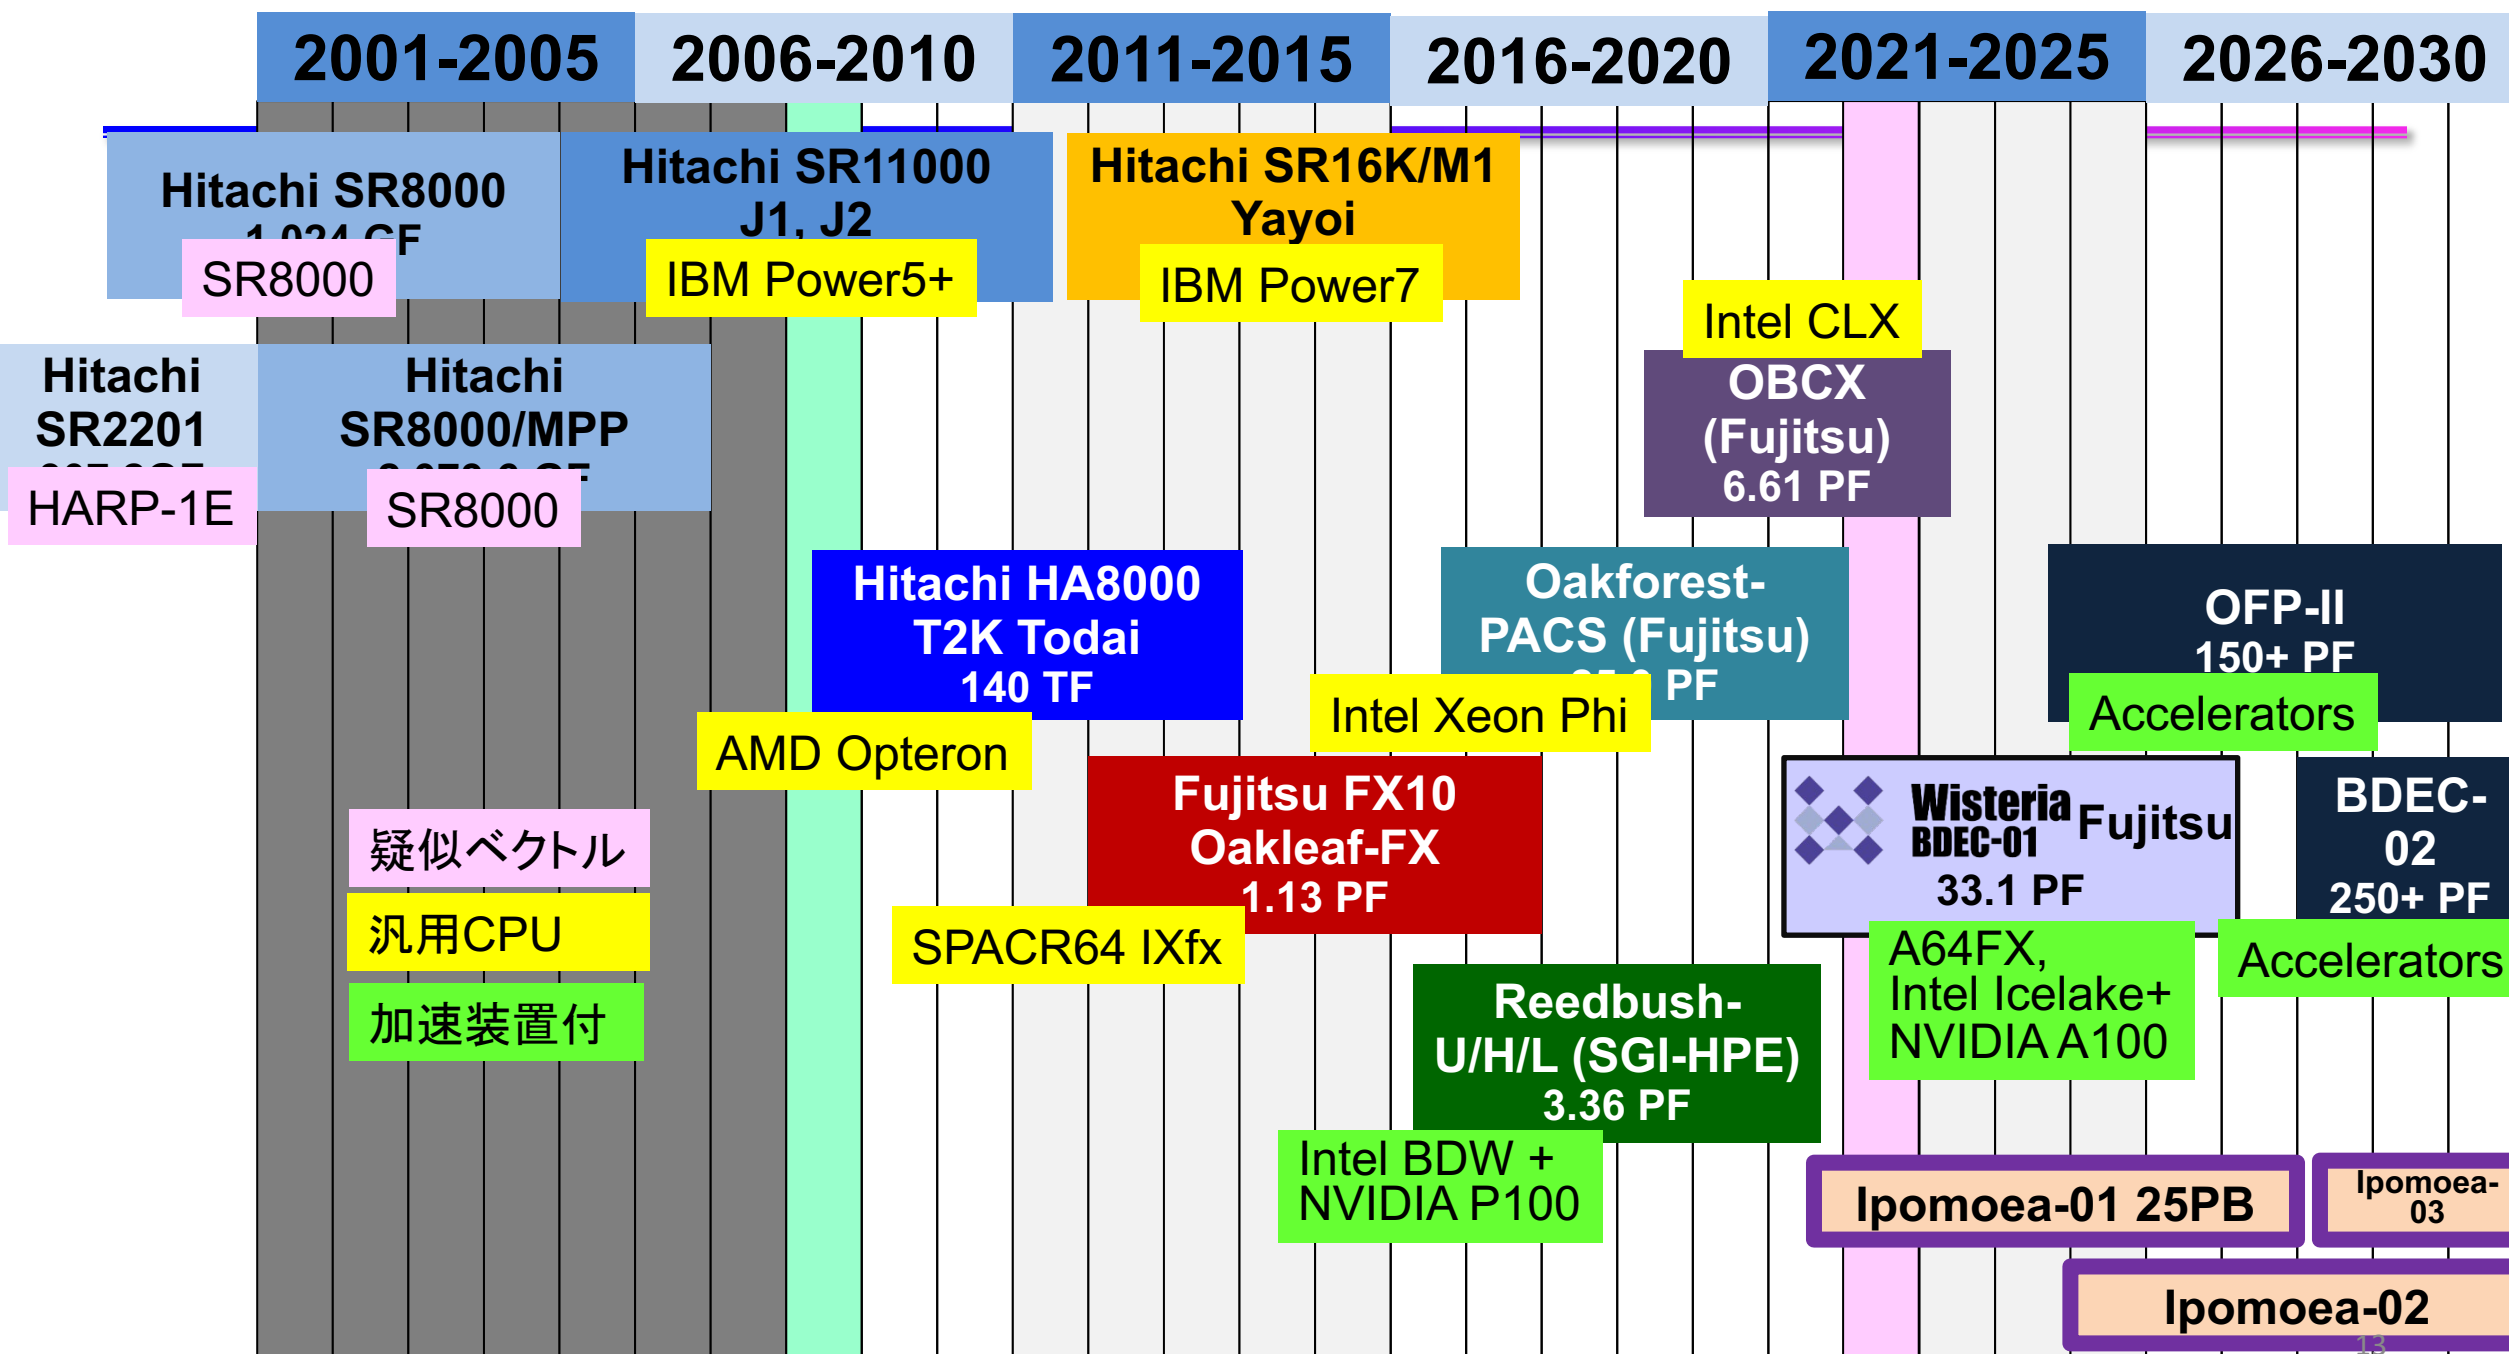 2001-2005
2006-2010
2011-2015
2016-2020
2021-2025
2026-2030
Hitachi SR8000
SR8000
Hitachi SR11000
J1, J2
IBM Power5+
Hitachi SR16K/M1
Yayoi
IBM Power7
Intel CLX
OBCX
(Fujitsu)
6.61 PF
Hitachi
SR2201
HARP-1E
Hitachi
SR8000/MPP
SR8000
Hitachi HA8000
T2K Todai
140 TF
AMD Opteron
Oakforest-
PACS (Fujitsu)
PF
Intel Xeon Phi
OFP-II
150+ PF
Accelerators
Fujitsu FX10
Oakleaf-FX
1.13 PF
SPACR64 IXfx
Wisteria
BDEC-01
Fujitsu
33.1 PF
A64FX,
Intel Icelake+
NVIDIA A100
BDEC-
02
250+ PF
Accelerators
疑似ベクトル
汎用CPU
加速装置付
Reedbush-
U/H/L (SGI-HPE)
3.36 PF
Intel BDW +
NVIDIA P100
Ipomoea-01 25PB
Ipomoea-
03
Ipomoea-02
13